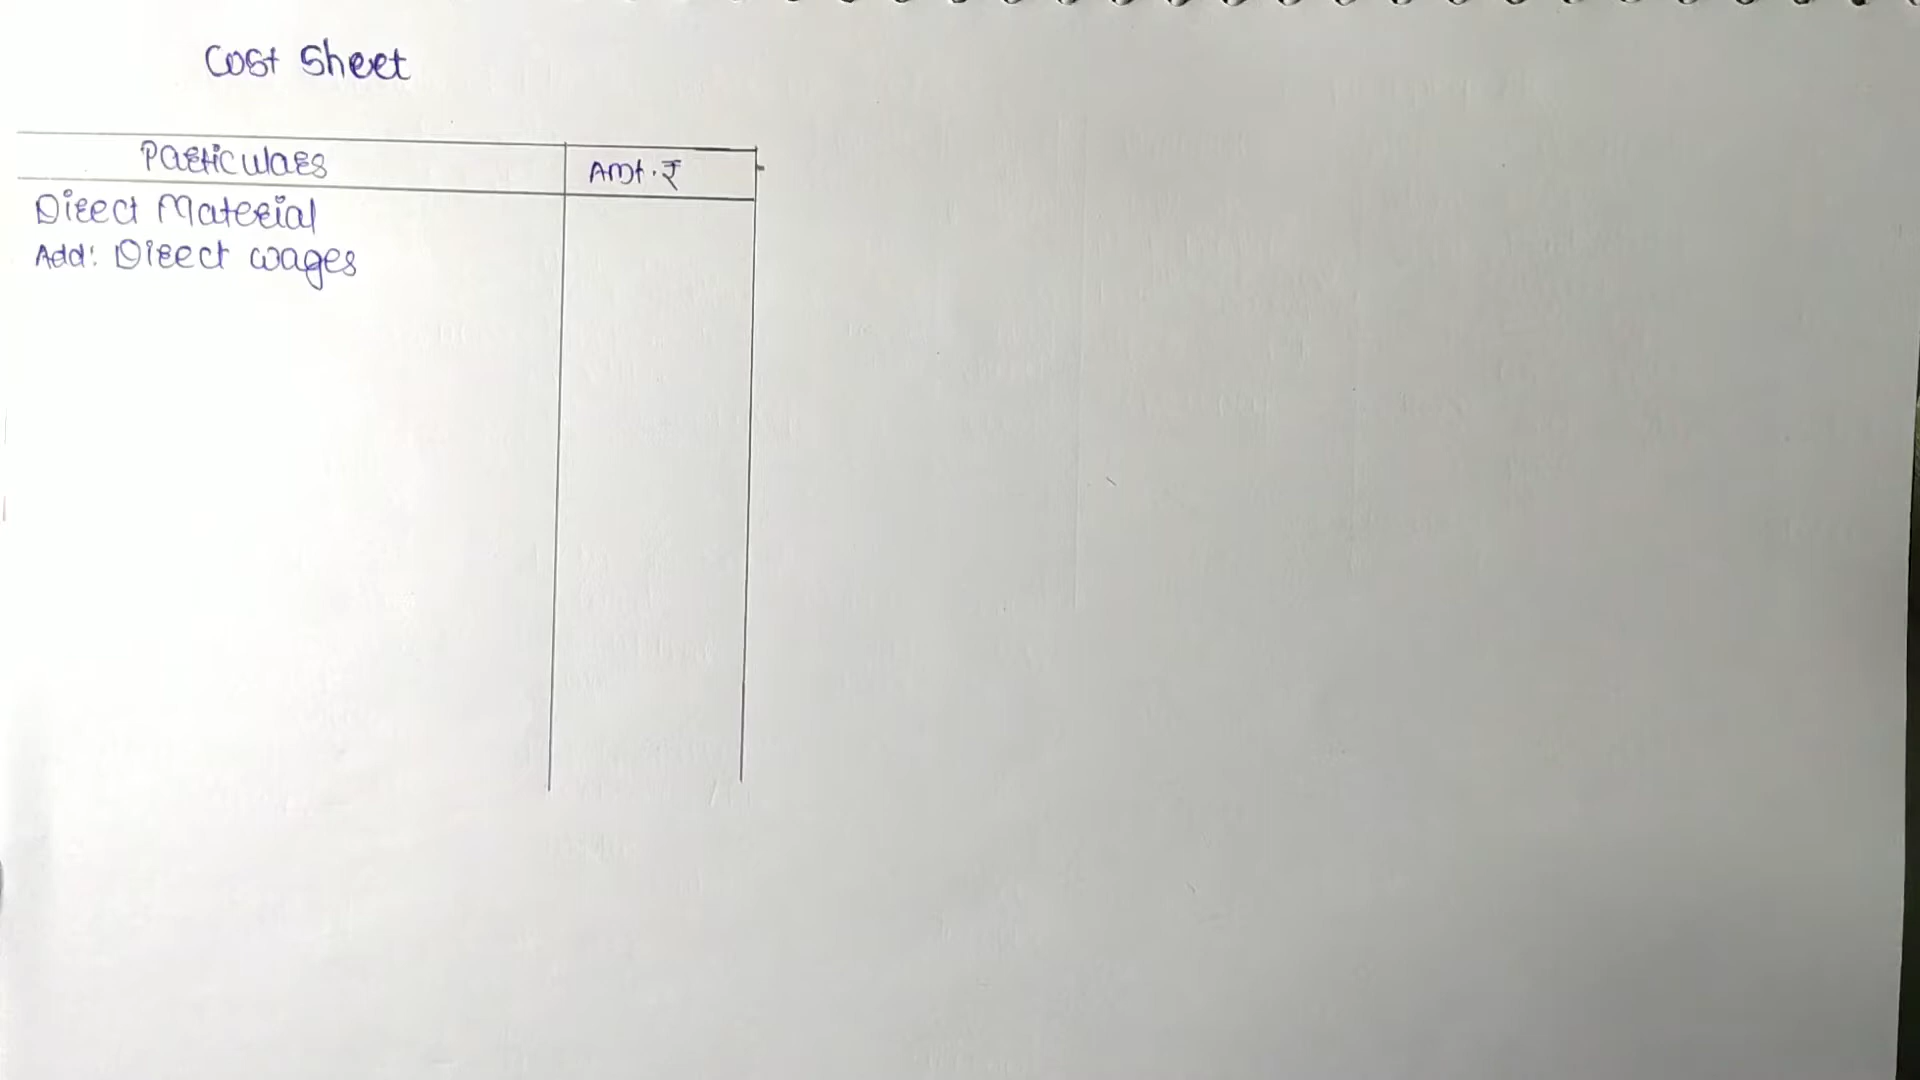 Cost Sheet
Particulars
Amt. ₹
Direct Material
Add: Direct wages